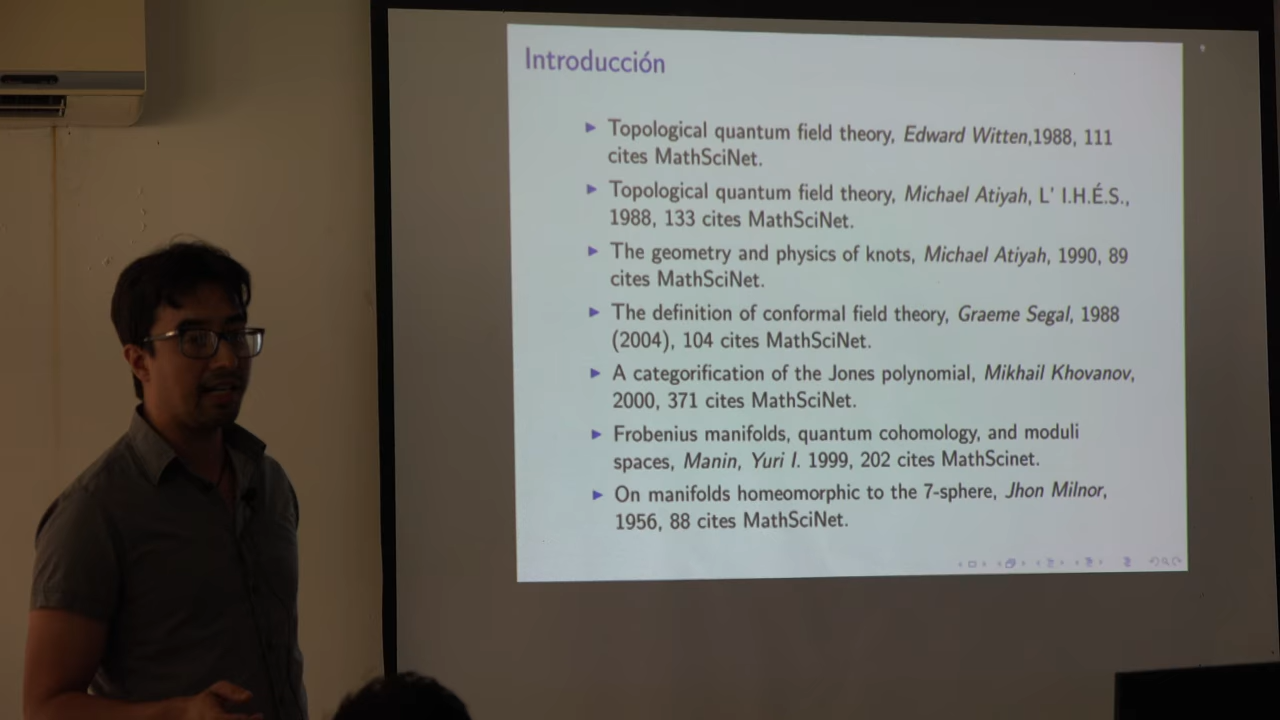 Introducción
Topological quantum field theory, Edward Witten,1988, 111
cites MathSciNet.
Topological quantum field theory, Michael Atiyah, L' I.H.É.S.,
1988, 133 cites MathSciNet.
The geometry and physics of knots, Michael Atiyah, 1990, 89
cites MathSciNet.
The definition of conformal field theory, Graeme Segal, 1988
(2004), 104 cites MathSciNet.
A categorification of the Jones polynomial, Mikhail Khovanov,
2000, 371 cites MathSciNet.
Frobenius manifolds, quantum cohomology, and moduli
spaces, Manin, Yuri I. 1999, 202 cites MathScinet.
On manifolds homeomorphic to the 7-sphere, Jhon Milnor,
1956, 88 cites MathSciNet.